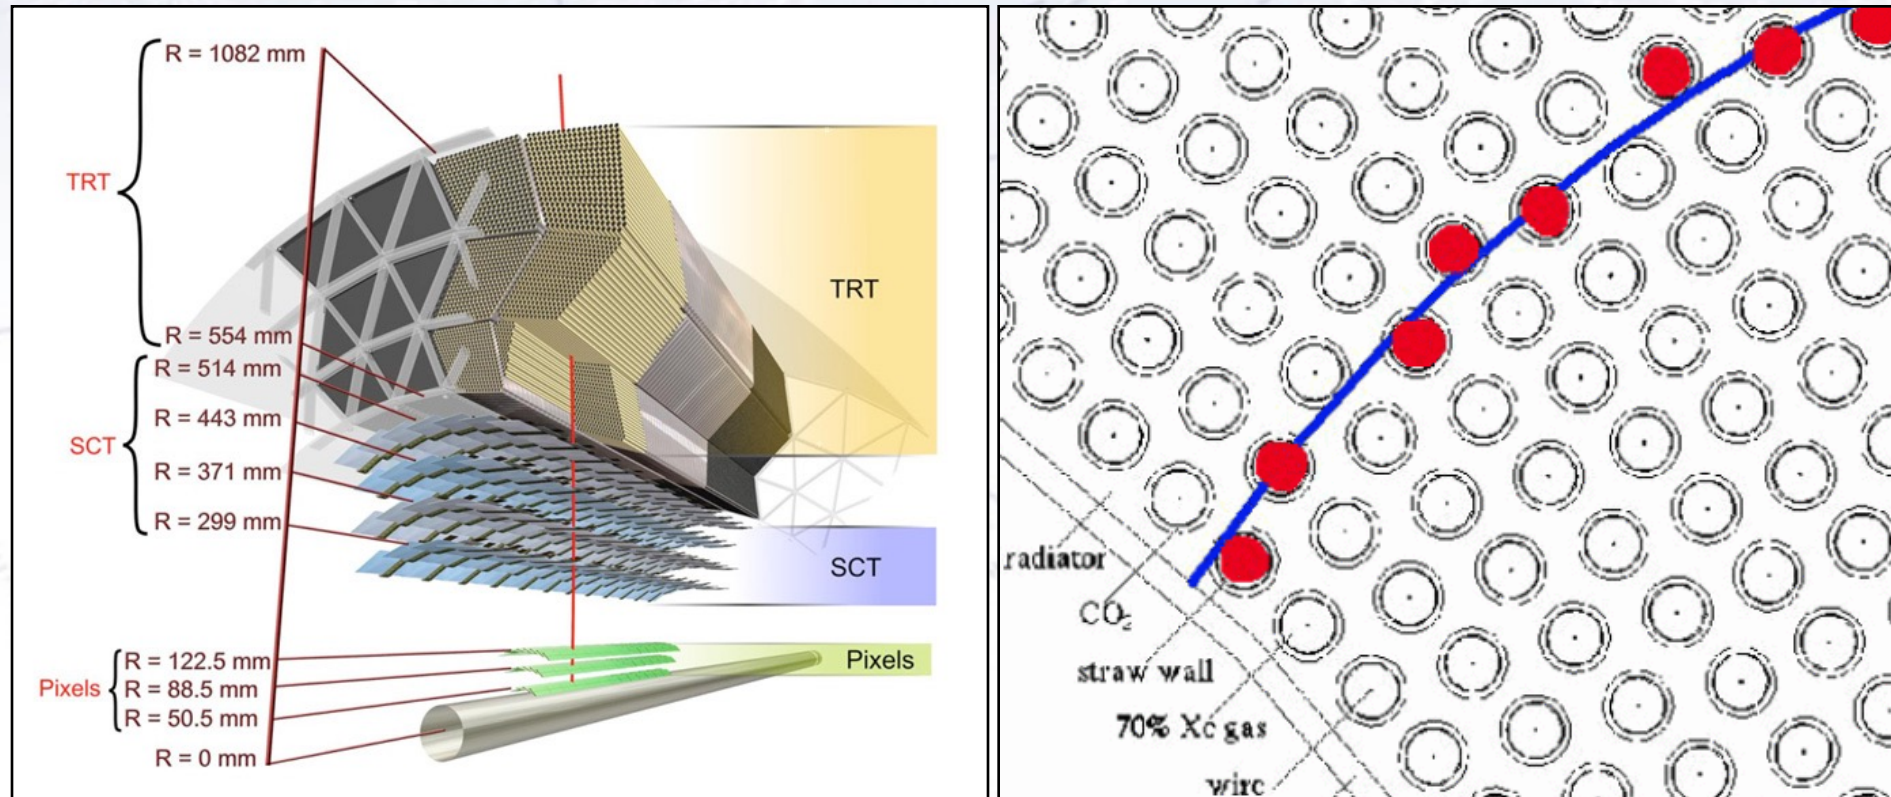 R = 1082 mm
TRT
R = 554 mm
R = 514 mm
R = 443 mm
SCT
R = 371 mm
R = 299 mm
R = 122.5 mm
Pixels
R = 88.5 mm
R = 50.5 mm
R = 0 mm
TRT
SCT
Pixels
radiator
CO₂
straw wall
70% Xc gas
wire